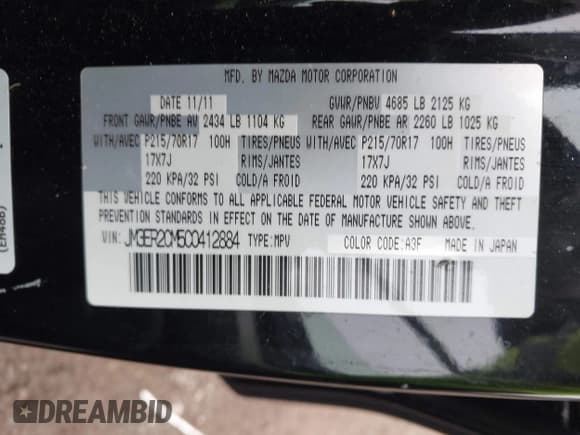 MFD. BY MAZDA MOTOR CORPORATION
DATE 11/11 GVWR/PNBV 4685 LB 2125 KG
FRONT GAWR/PNBE AV 2434 LB 1104 KG REAR GAWR/PNBE AR 2260 LB 1025 KG
WITH/AVEC P215/70R17 100H TIRES/PNEUS WITH/AVEC P215/70R17 100H TIRES/PNEUS
17X7J RIMS/JANTES 17X7J RIMS/JANTES
220 KPA/32 PSI COLD/A FROID 220 KPA/32 PSI COLD/A FROID
THIS VEHICLE CONFORMS TO ALL APPLICABLE FEDERAL MOTOR VEHICLE SAFETY AND
THEFT PREVENTION STANDARDS IN EFFECT ON THE DATE OF MANUFACTURE SHOWN ABOVE.
VIN: JM3ER2CM5C0412884 TYPE: MPV COLOR CODE: A3F MADE IN JAPAN
(EH48B)
DREAMBID